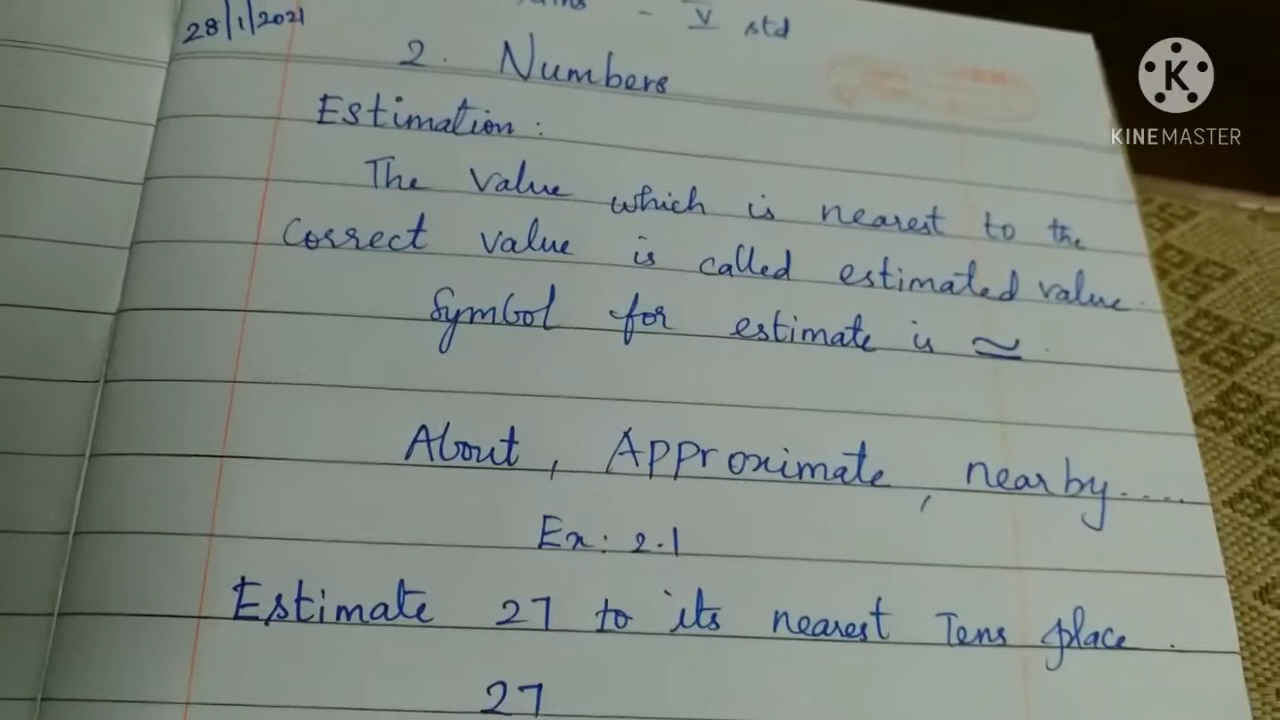 28/1/2021
- V std
2. Numbers
Estimation :
The value which is nearest to the
correct value is called estimated value.
Symbol for estimate is ≃.
About, Approximate, nearby....
Ex: 2.1
Estimate 27 to its nearest Tens place.
27
K
KINEMASTER